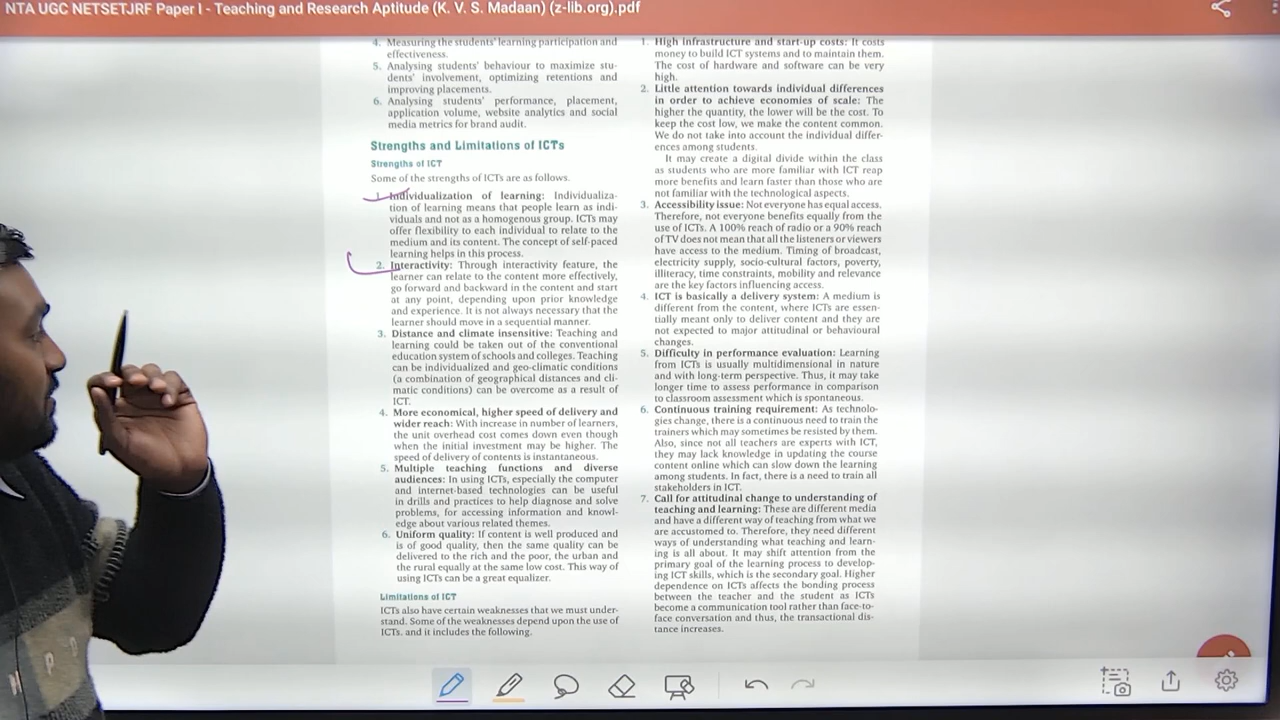 NTA UGC NETSETJRF Paper I - Teaching and Research Aptitude (K. V. S. Madaan) (z-lib.org).pdf
4. Measuring the students' learning participation and
effectiveness.
5. Analysing students' behaviour to maximize stu-
dents' involvement, optimizing retentions and
improving placements.
6. Analysing students' performance, placement,
application volume, website analytics and social
media metrics for brand audit.
Strengths and Limitations of ICTs
Strengths of ICT
Some of the strengths of ICTs are as follows.
1. Individualization of learning: Individualiza-
tion of learning means that people learn as indi-
viduals and not as a homogenous group. ICTs may
offer flexibility to each individual to relate to the
medium and its content. The concept of self-paced
learning helps in this process.
2. Interactivity: Through interactivity feature, the
learner can relate to the content more effectively,
go forward and backward in the content and start
at any point, depending upon prior knowledge
and experience. It is not always necessary that the
learner should move in a sequential manner.
3. Distance and climate insensitive: Teaching and
learning could be taken out of the conventional
education system of schools and colleges. Teaching
can be individualized and geo-climatic conditions
(a combination of geographical distances and cli-
matic conditions) can be overcome as a result of
ICT.
4. More economical, higher speed of delivery and
wider reach: With increase in number of learners,
the unit overhead cost comes down even though
when the initial investment may be higher. The
speed of delivery of contents is instantaneous.
5. Multiple teaching functions and diverse
audiences: In using ICTs, especially the computer
and internet-based technologies can be useful
in drills and practices to help diagnose and solve
problems, for accessing information and knowl-
edge about various related themes.
6. Uniform quality: If content is well produced and
is of good quality, then the same quality can be
delivered to the rich and the poor, the urban and
the rural equally at the same low cost. This way of
using ICTs can be a great equalizer.
Limitations of ICT
ICTs also have certain weaknesses that we must under-
stand. Some of the weaknesses depend upon the use of
ICTs. and it includes the following.
1. High infrastructure and start-up costs: It costs
money to build ICT systems and to maintain them.
The cost of hardware and software can be very
high.
2. Little attention towards individual differences
in order to achieve economies of scale: The
higher the quantity, the lower will be the cost. To
keep the cost low, we make the content common.
We do not take into account the individual differ-
ences among students.
It may create a digital divide within the class
as students who are more familiar with ICT reap
more benefits and learn faster than those who are
not familiar with the technological aspects.
3. Accessibility issue: Not everyone has equal access.
Therefore, not everyone benefits equally from the
use of ICTs. A 100% reach of radio or a 90% reach
of TV does not mean that all the listeners or viewers
have access to the medium. Timing of broadcast,
electricity supply, socio-cultural factors, poverty,
illiteracy, time constraints, mobility and relevance
are the key factors influencing access.
4. ICT is basically a delivery system: A medium is
different from the content, where ICTs are essen-
tially meant only to deliver content and they are
not expected to major attitudinal or behavioural
changes.
5. Difficulty in performance evaluation: Learning
from ICTs is usually multidimensional in nature
and with long-term perspective. Thus, it may take
longer time to assess performance in comparison
to classroom assessment which is spontaneous.
6. Continuous training requirement: As technolo-
gies change, there is a continuous need to train the
trainers which may sometimes be resisted by them.
Also, since not all teachers are experts with ICT,
they may lack knowledge in updating the course
content online which can slow down the learning
among students. In fact, there is a need to train all
stakeholders in ICT.
7. Call for attitudinal change to understanding of
teaching and learning: These are different media
and have a different way of teaching from what we
are accustomed to. Therefore, they need different
ways of understanding what teaching and learn-
ing is all about. It may shift attention from the
primary goal of the learning process to develop-
ing ICT skills, which is the secondary goal. Higher
dependence on ICTs affects the bonding process
between the teacher and the student as ICTs
become a communication tool rather than face-to-
face conversation and thus, the transactional dis-
tance increases.